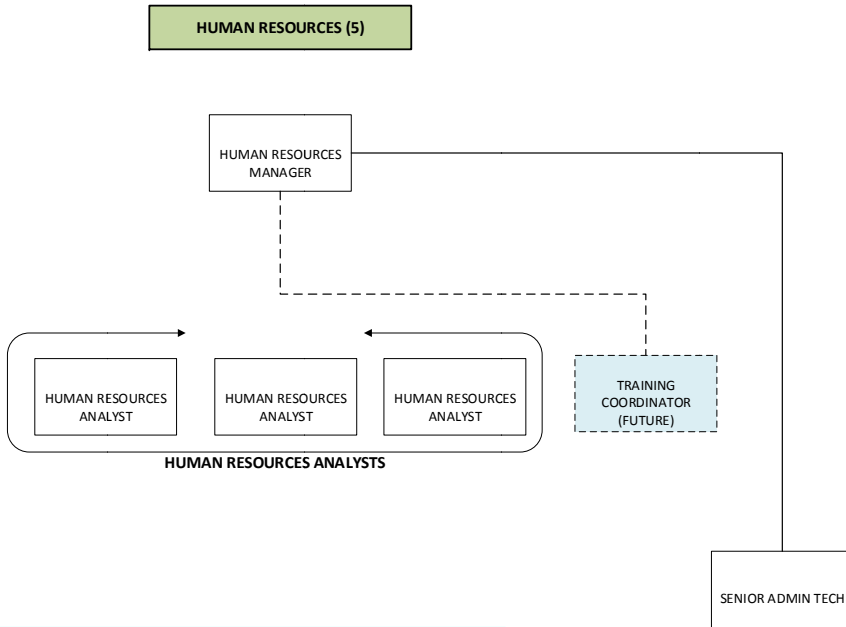 HUMAN RESOURCES (5)
HUMAN RESOURCES
MANAGER
HUMAN RESOURCES
ANALYST
HUMAN RESOURCES
ANALYST
HUMAN RESOURCES
ANALYST
TRAINING
COORDINATOR
(FUTURE)
HUMAN RESOURCES ANALYSTS
SENIOR ADMIN TECH